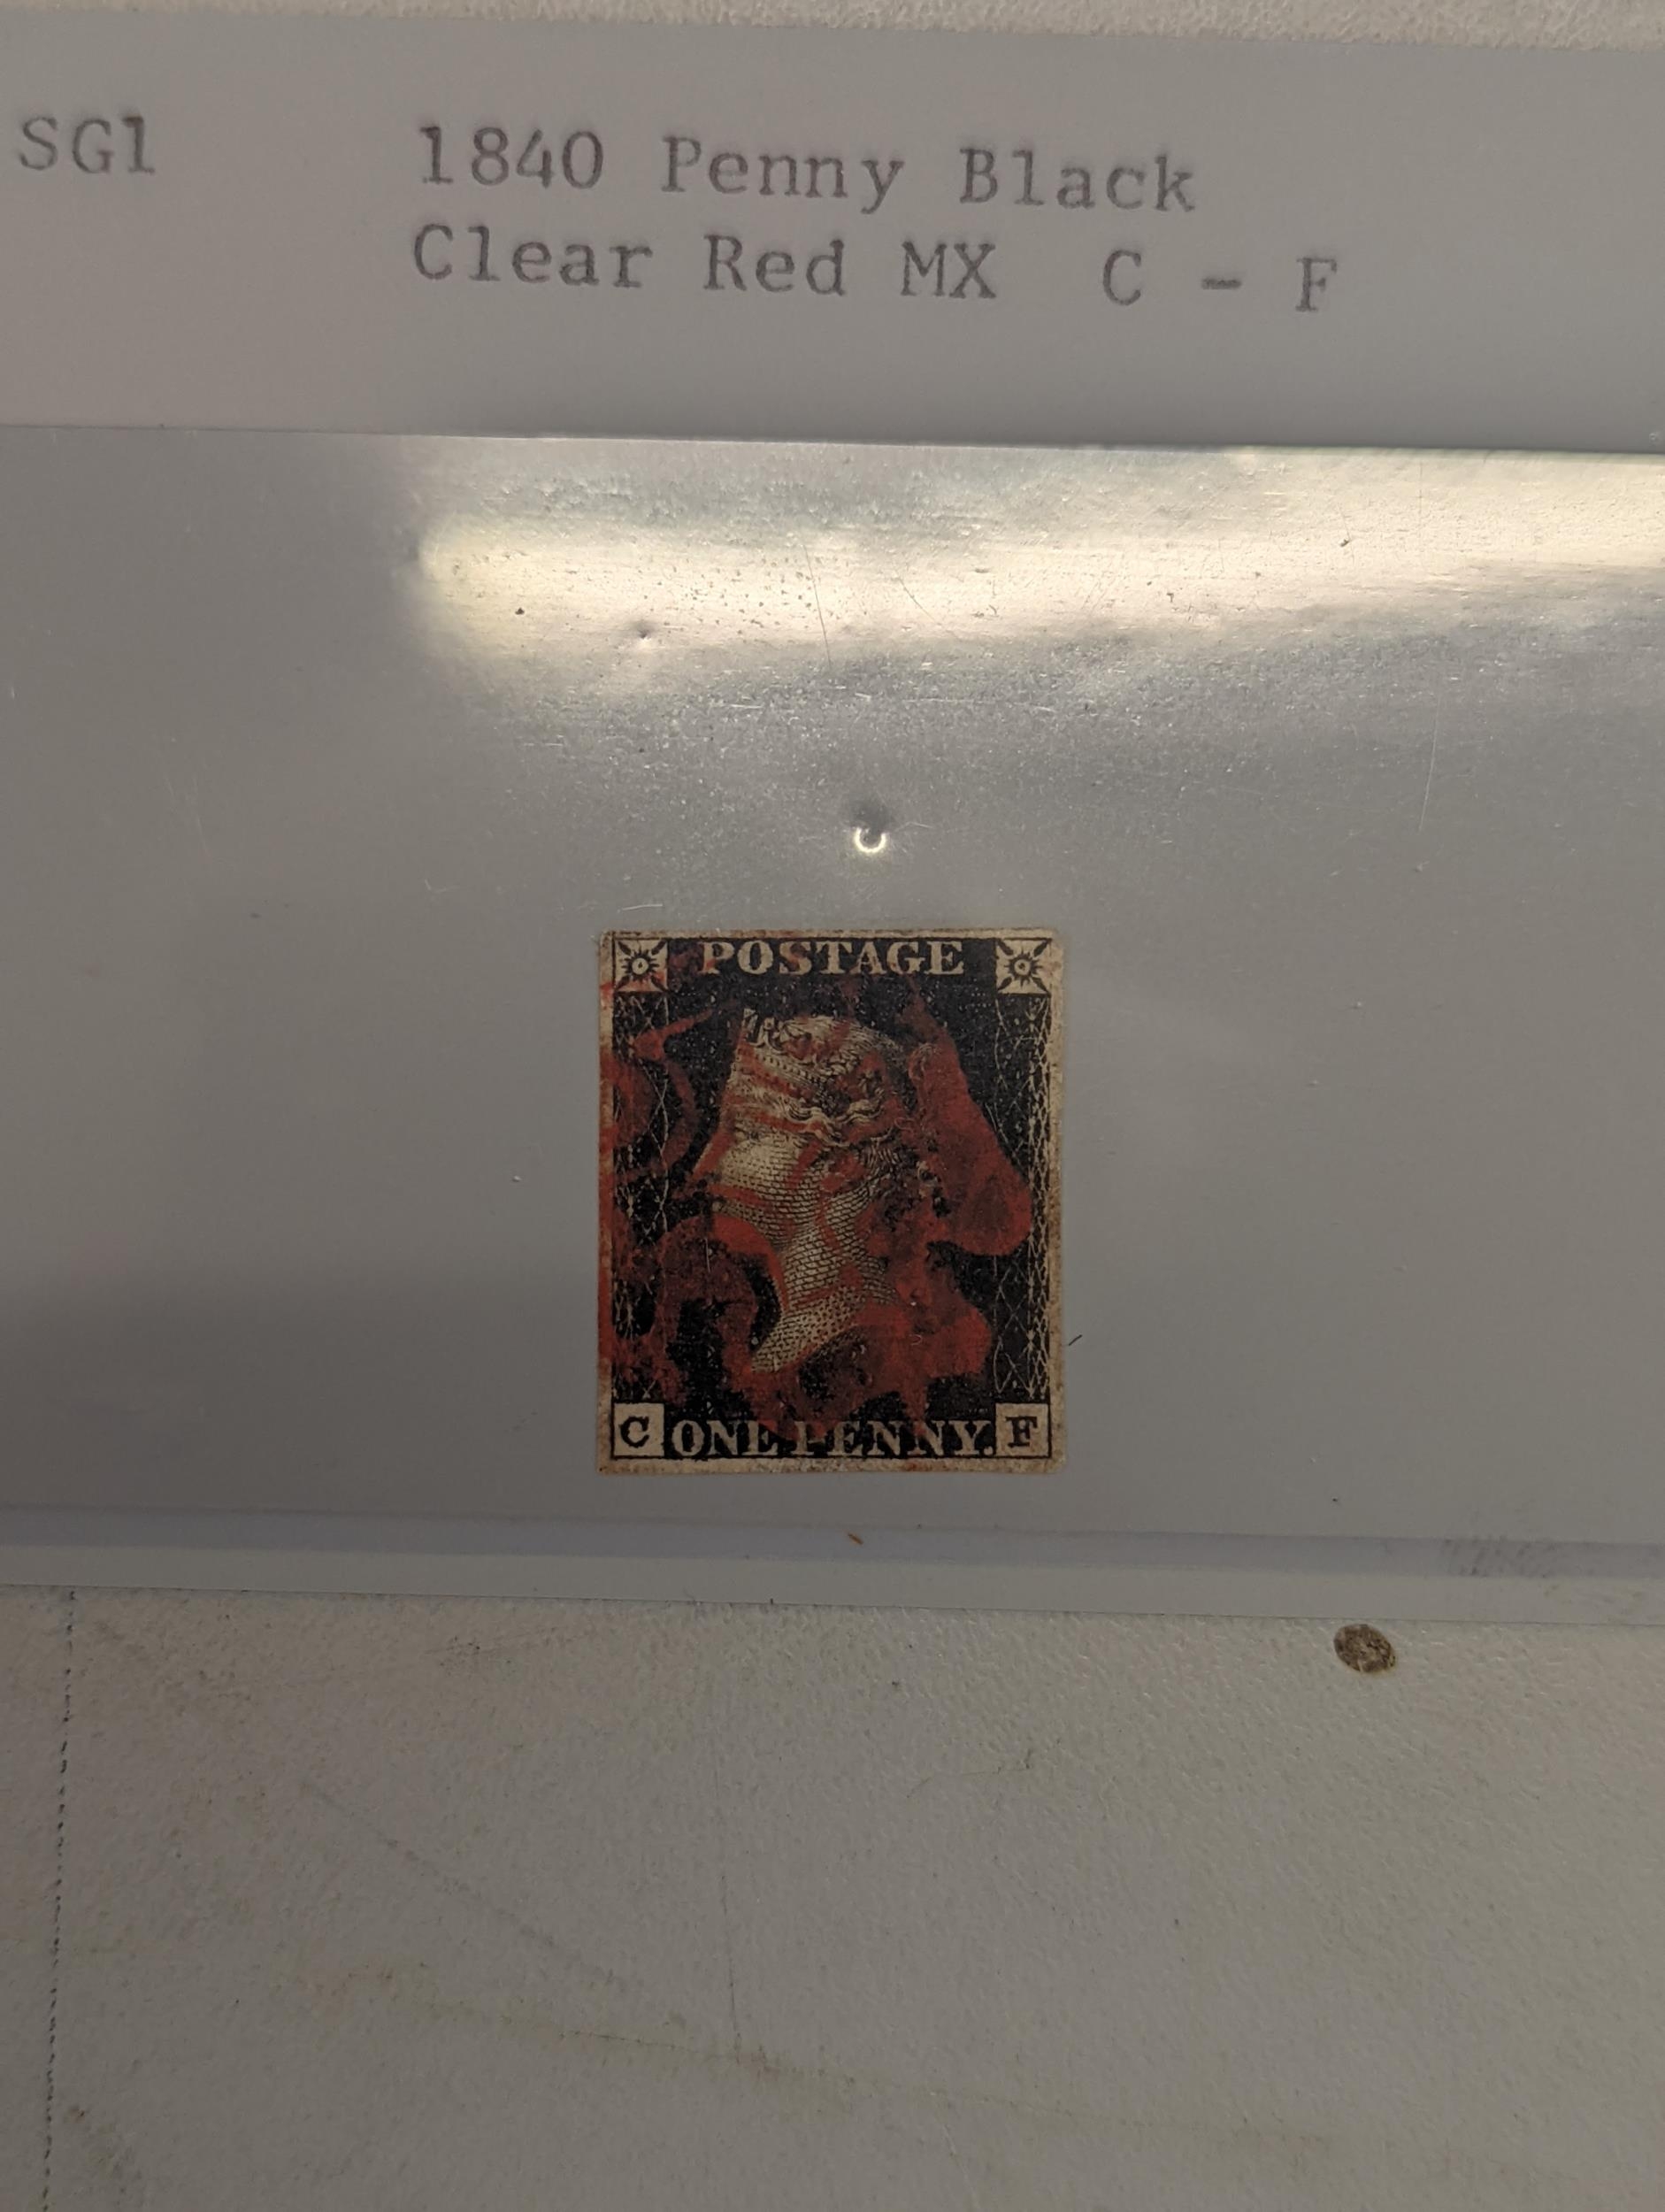 SG1 1840 Penny Black
Clear Red MX C - F
POSTAGE
C ONE PENNY. F